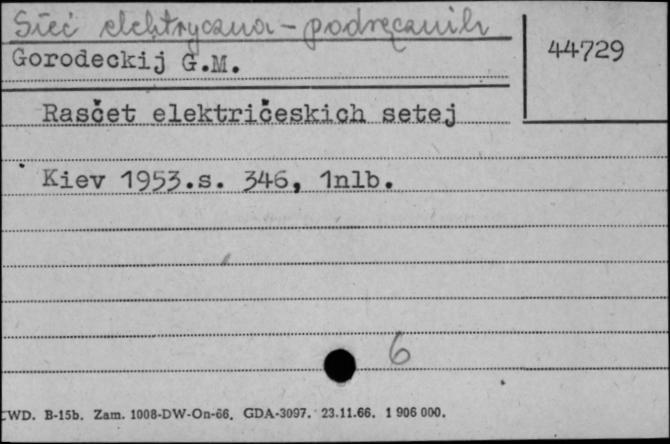 Sieć elektryczna - podręcznik
44729
Gorodeckij G.M.
Rasčet električeskich setej
Kiev 1953.s. 346, 1nlb.
6
CWD. B-15b. Zam. 1008-DW-On-66. GDA-3097. 23.11.66. 1 906 000.